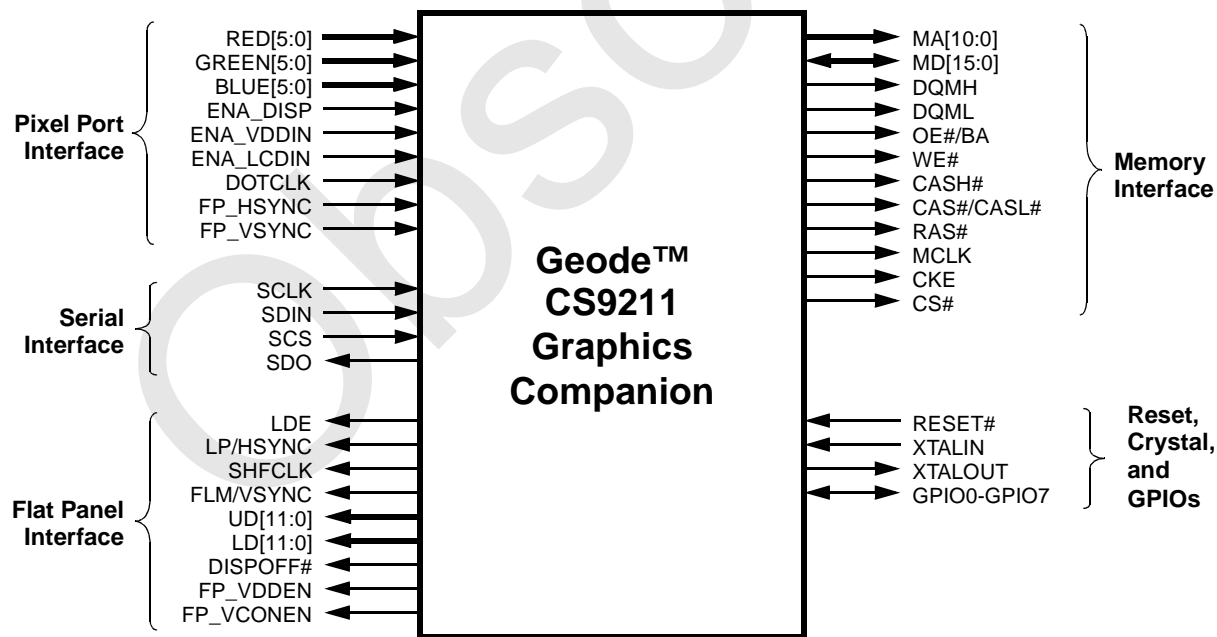 Pixel Port
Interface
RED[5:0]
GREEN[5:0]
BLUE[5:0]
ENA_DISP
ENA_VDDIN
ENA_LCDIN
DOTCLK
FP_HSYNC
FP_VSYNC
Serial
Interface
SCLK
SDIN
SCS
SDO
Flat Panel
Interface
LDE
LP/HSYNC
SHFCLK
FLM/VSYNC
UD[11:0]
LD[11:0]
DISPOFF#
FP_VDDEN
FP_VCONEN
Geode™
CS9211
Graphics
Companion
MA[10:0]
MD[15:0]
DQMH
DQML
OE#/BA
WE#
CASH#
CAS#/CASL#
RAS#
MCLK
CKE
CS#
Memory
Interface
RESET#
XTALIN
XTALOUT
GPIO0-GPIO7
Reset,
Crystal,
and
GPIOs